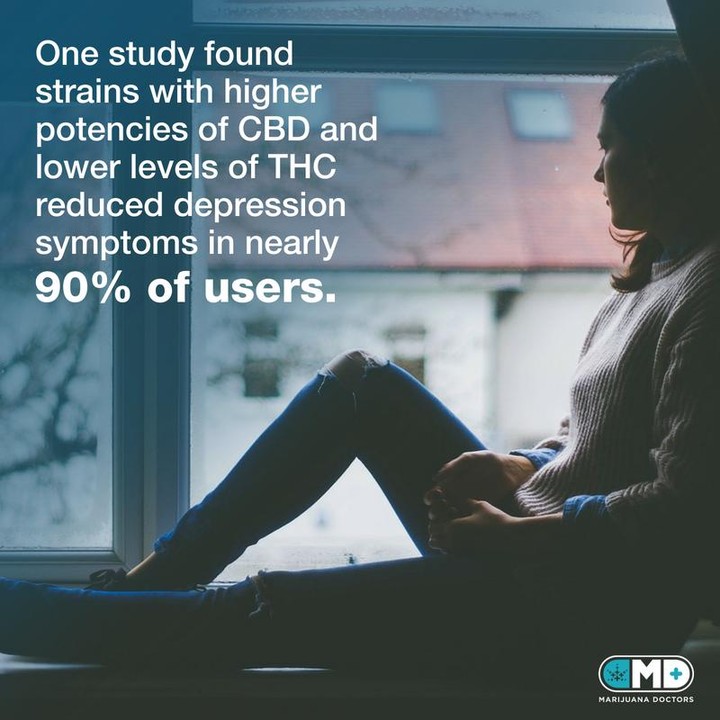 One study found
strains with higher
potencies of CBD and
lower levels of THC
reduced depression
symptoms in nearly
90% of users.
MD
MARIJUANA DOCTORS